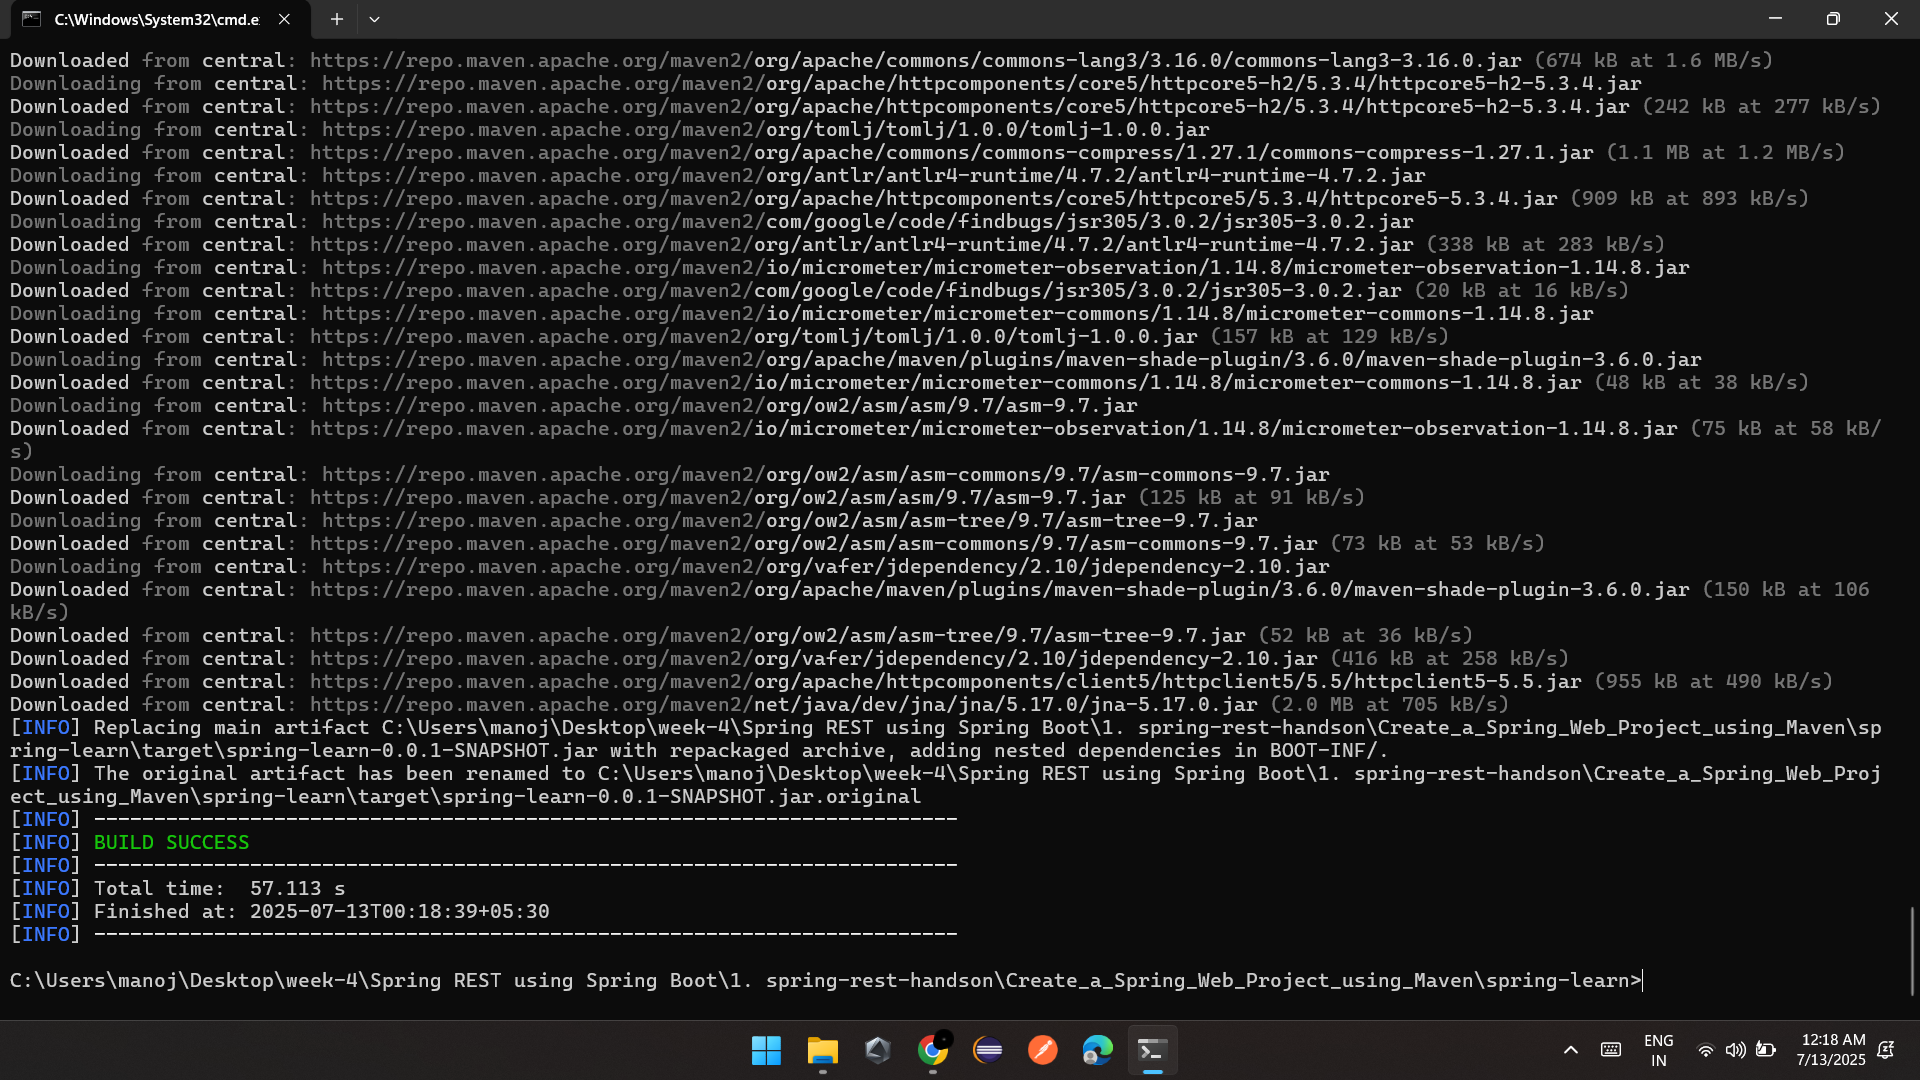 C:\Windows\System32\cmd.e
Downloaded from central: https://repo.maven.apache.org/maven2/org/apache/commons/commons-lang3/3.16.0/commons-lang3-3.16.0.jar (674 kB at 1.6 MB/s)
Downloading from central: https://repo.maven.apache.org/maven2/org/apache/httpcomponents/core5/httpcore5-h2/5.3.4/httpcore5-h2-5.3.4.jar
Downloaded from central: https://repo.maven.apache.org/maven2/org/apache/httpcomponents/core5/httpcore5-h2/5.3.4/httpcore5-h2-5.3.4.jar (242 kB at 277 kB/s)
Downloading from central: https://repo.maven.apache.org/maven2/org/tomlj/tomlj/1.0.0/tomlj-1.0.0.jar
Downloaded from central: https://repo.maven.apache.org/maven2/org/apache/commons/commons-compress/1.27.1/commons-compress-1.27.1.jar (1.1 MB at 1.2 MB/s)
Downloading from central: https://repo.maven.apache.org/maven2/org/antlr/antlr4-runtime/4.7.2/antlr4-runtime-4.7.2.jar
Downloaded from central: https://repo.maven.apache.org/maven2/org/apache/httpcomponents/core5/httpcore5/5.3.4/httpcore5-5.3.4.jar (909 kB at 893 kB/s)
Downloading from central: https://repo.maven.apache.org/maven2/com/google/code/findbugs/jsr305/3.0.2/jsr305-3.0.2.jar
Downloaded from central: https://repo.maven.apache.org/maven2/org/antlr/antlr4-runtime/4.7.2/antlr4-runtime-4.7.2.jar (338 kB at 283 kB/s)
Downloading from central: https://repo.maven.apache.org/maven2/io/micrometer/micrometer-observation/1.14.8/micrometer-observation-1.14.8.jar
Downloaded from central: https://repo.maven.apache.org/maven2/com/google/code/findbugs/jsr305/3.0.2/jsr305-3.0.2.jar (20 kB at 16 kB/s)
Downloading from central: https://repo.maven.apache.org/maven2/io/micrometer/micrometer-commons/1.14.8/micrometer-commons-1.14.8.jar
Downloaded from central: https://repo.maven.apache.org/maven2/org/tomlj/tomlj/1.0.0/tomlj-1.0.0.jar (157 kB at 129 kB/s)
Downloading from central: https://repo.maven.apache.org/maven2/org/apache/maven/plugins/maven-shade-plugin/3.6.0/maven-shade-plugin-3.6.0.jar
Downloaded from central: https://repo.maven.apache.org/maven2/io/micrometer/micrometer-commons/1.14.8/micrometer-commons-1.14.8.jar (48 kB at 38 kB/s)
Downloading from central: https://repo.maven.apache.org/maven2/org/ow2/asm/asm/9.7/asm-9.7.jar
Downloaded from central: https://repo.maven.apache.org/maven2/io/micrometer/micrometer-observation/1.14.8/micrometer-observation-1.14.8.jar (75 kB at 58 kB/
s)
Downloading from central: https://repo.maven.apache.org/maven2/org/ow2/asm/asm-commons/9.7/asm-commons-9.7.jar
Downloaded from central: https://repo.maven.apache.org/maven2/org/ow2/asm/asm/9.7/asm-9.7.jar (125 kB at 91 kB/s)
Downloading from central: https://repo.maven.apache.org/maven2/org/ow2/asm/asm-tree/9.7/asm-tree-9.7.jar
Downloaded from central: https://repo.maven.apache.org/maven2/org/ow2/asm/asm-commons/9.7/asm-commons-9.7.jar (73 kB at 53 kB/s)
Downloading from central: https://repo.maven.apache.org/maven2/org/vafer/jdependency/2.10/jdependency-2.10.jar
Downloaded from central: https://repo.maven.apache.org/maven2/org/apache/maven/plugins/maven-shade-plugin/3.6.0/maven-shade-plugin-3.6.0.jar (150 kB at 106
kB/s)
Downloaded from central: https://repo.maven.apache.org/maven2/org/ow2/asm/asm-tree/9.7/asm-tree-9.7.jar (52 kB at 36 kB/s)
Downloaded from central: https://repo.maven.apache.org/maven2/org/vafer/jdependency/2.10/jdependency-2.10.jar (416 kB at 258 kB/s)
Downloaded from central: https://repo.maven.apache.org/maven2/org/apache/httpcomponents/client5/httpclient5/5.5/httpclient5-5.5.jar (955 kB at 490 kB/s)
Downloaded from central: https://repo.maven.apache.org/maven2/net/java/dev/jna/jna/5.17.0/jna-5.17.0.jar (2.0 MB at 705 kB/s)
[INFO] Replacing main artifact C:\Users\manoj\Desktop\week-4\Spring REST using Spring Boot\1. spring-rest-handson\Create_a_Spring_Web_Project_using_Maven\sp
ring-learn\target\spring-learn-0.0.1-SNAPSHOT.jar with repackaged archive, adding nested dependencies in BOOT-INF/.
[INFO] The original artifact has been renamed to C:\Users\manoj\Desktop\week-4\Spring REST using Spring Boot\1. spring-rest-handson\Create_a_Spring_Web_Proj
ect_using_Maven\spring-learn\target\spring-learn-0.0.1-SNAPSHOT.jar.original
[INFO] ------------------------------------------------------------------------
[INFO] BUILD SUCCESS
[INFO] ------------------------------------------------------------------------
[INFO] Total time:  57.113 s
[INFO] Finished at: 2025-07-13T00:18:39+05:30
[INFO] ------------------------------------------------------------------------
C:\Users\manoj\Desktop\week-4\Spring REST using Spring Boot\1. spring-rest-handson\Create_a_Spring_Web_Project_using_Maven\spring-learn>
ENG
IN
12:18 AM
7/13/2025